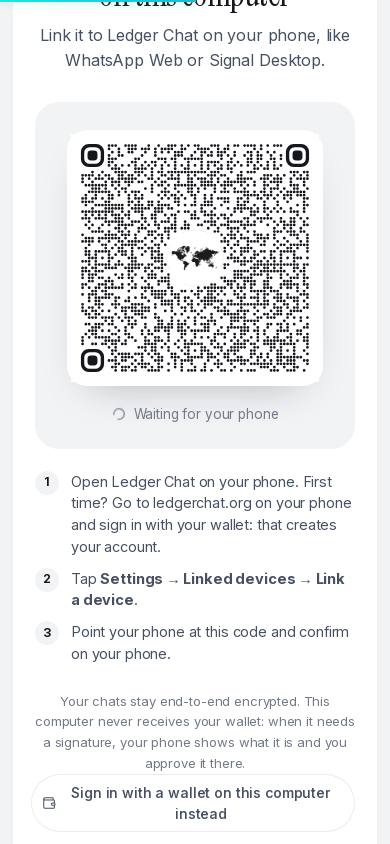 on this computer
Link it to Ledger Chat on your phone, like
WhatsApp Web or Signal Desktop.
Waiting for your phone
1 Open Ledger Chat on your phone. First
time? Go to ledgerchat.org on your phone
and sign in with your wallet: that creates
your account.
2 Tap Settings → Linked devices → Link
a device.
3 Point your phone at this code and confirm
on your phone.
Your chats stay end-to-end encrypted. This
computer never receives your wallet: when it needs
a signature, your phone shows what it is and you
approve it there.
Sign in with a wallet on this computer
instead